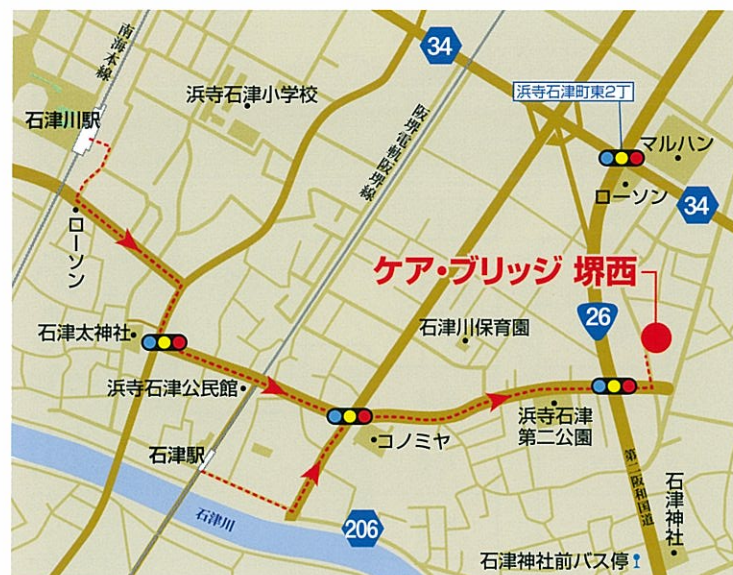 南海本線
34
浜寺石津小学校
石津川駅
阪堺電軌阪堺線
浜寺石津町東2丁
マルハン
ローソン
34
ローソン
ケア・ブリッジ 堺西
26
石津川保育園
石津太神社
浜寺石津公民館
コノミヤ
浜寺石津
第二公園
石津駅
第二阪和国道
石津神社
石津川
206
石津神社前バス停